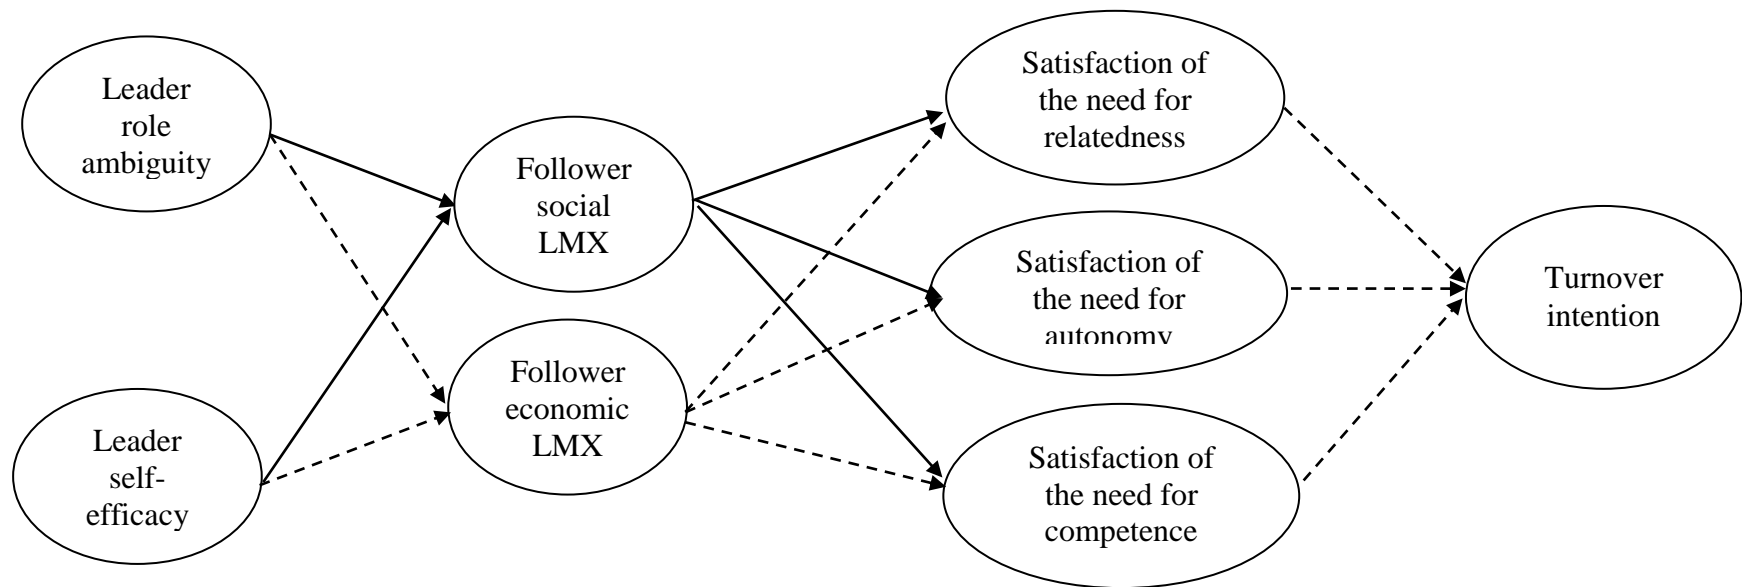 Leader
role
ambiguity
Leader
self-
efficacy
Follower
social
LMX
Follower
economic
LMX
Satisfaction of
the need for
relatedness
Satisfaction of
the need for
autonomy
Satisfaction of
the need for
competence
Turnover
intention